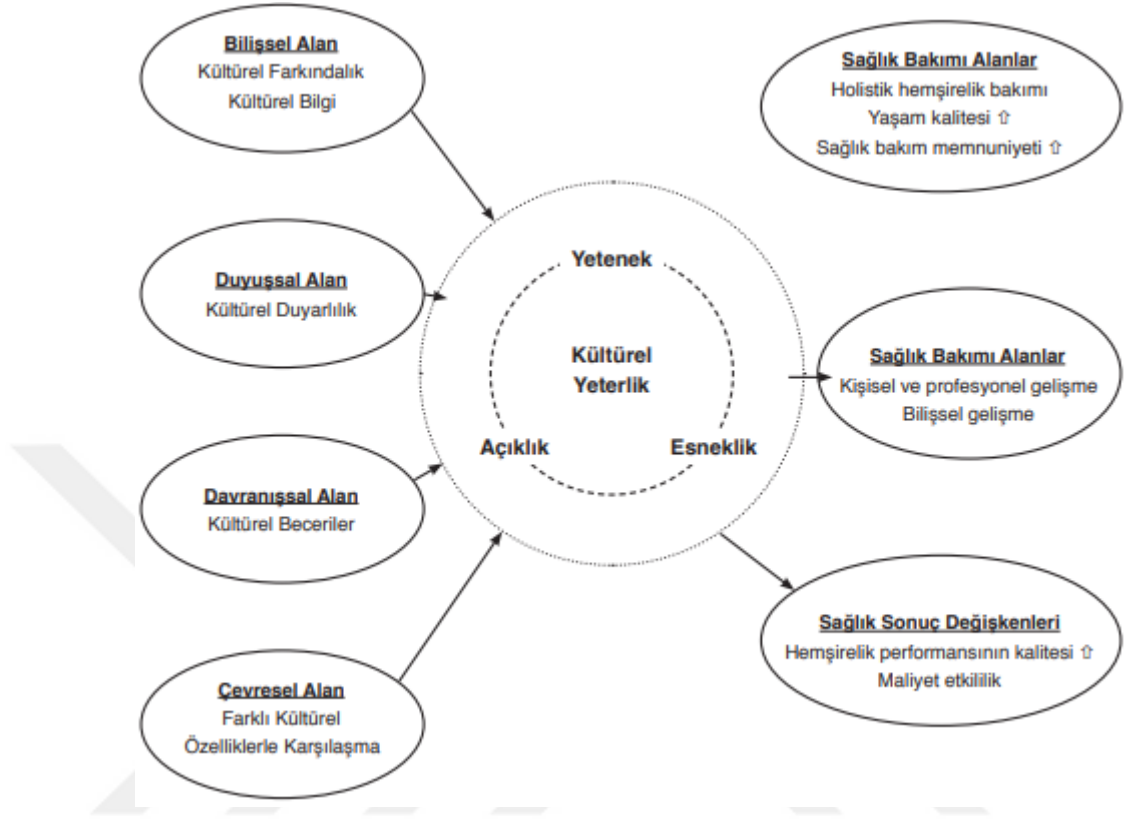 Bilişsel Alan
Kültürel Farkındalık
Kültürel Bilgi
Duyuşsal Alan
Kültürel Duyarlılık
Davranışsal Alan
Kültürel Beceriler
Çevresel Alan
Farklı Kültürel
Özelliklerle Karşılaşma
Yetenek
Kültürel
Yeterlik
Açıklık
Esneklik
Sağlık Bakımı Alanlar
Holistik hemşirelik bakımı
Yaşam kalitesi ⇧
Sağlık bakım memnuniyeti ⇧
Sağlık Bakımı Alanlar
Kişisel ve profesyonel gelişme
Bilişsel gelişme
Sağlık Sonuç Değişkenleri
Hemşirelik performansının kalitesi ⇧
Maliyet etkililik